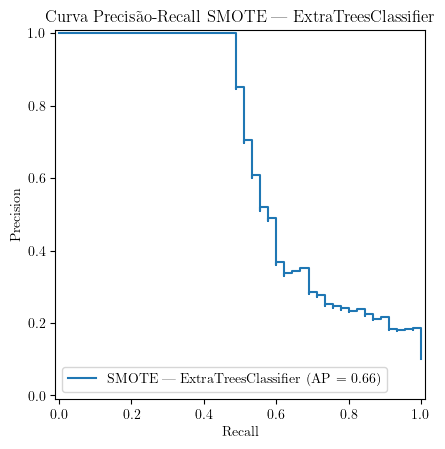 Curva Precisão-Recall SMOTE — ExtraTreesClassifier
1.0
0.8
0.6
0.4
0.2
0.0
Precision
SMOTE — ExtraTreesClassifier (AP = 0.66)
0.0 0.2 0.4 0.6 0.8 1.0
Recall